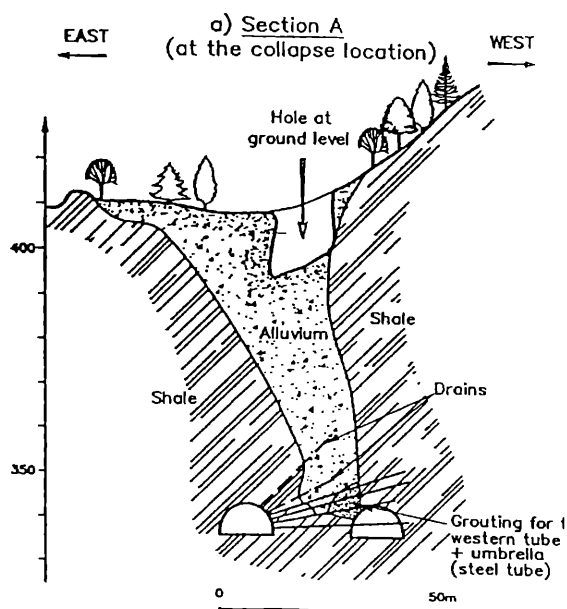 a) Section A
(at the collapse location)
EAST
WEST
Hole at
ground level
400
Alluvium
Shale
Shale
Drains
350
Grouting for t
western tube
+ umbrella
(steel tube)
0
50m